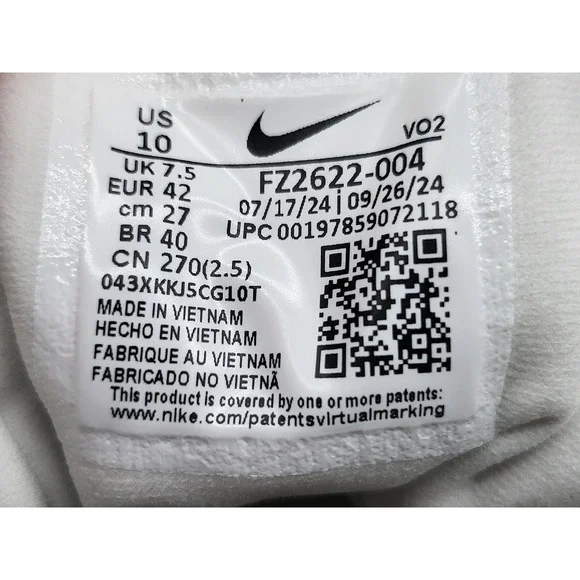 US
10
VO2
UK 7.5
EUR 42
cm 27
BR 40
CN 270(2.5)
FZ2622-004
07/17/24 | 09/26/24
UPC 00197859072118
043XKKJ5CG10T
MADE IN VIETNAM
HECHO EN VIETNAM
FABRIQUE AU VIETNAM
FABRICADO NO VIETNÃ
This product is covered by one or more patents:
www.nike.com/patentsvirtualmarking